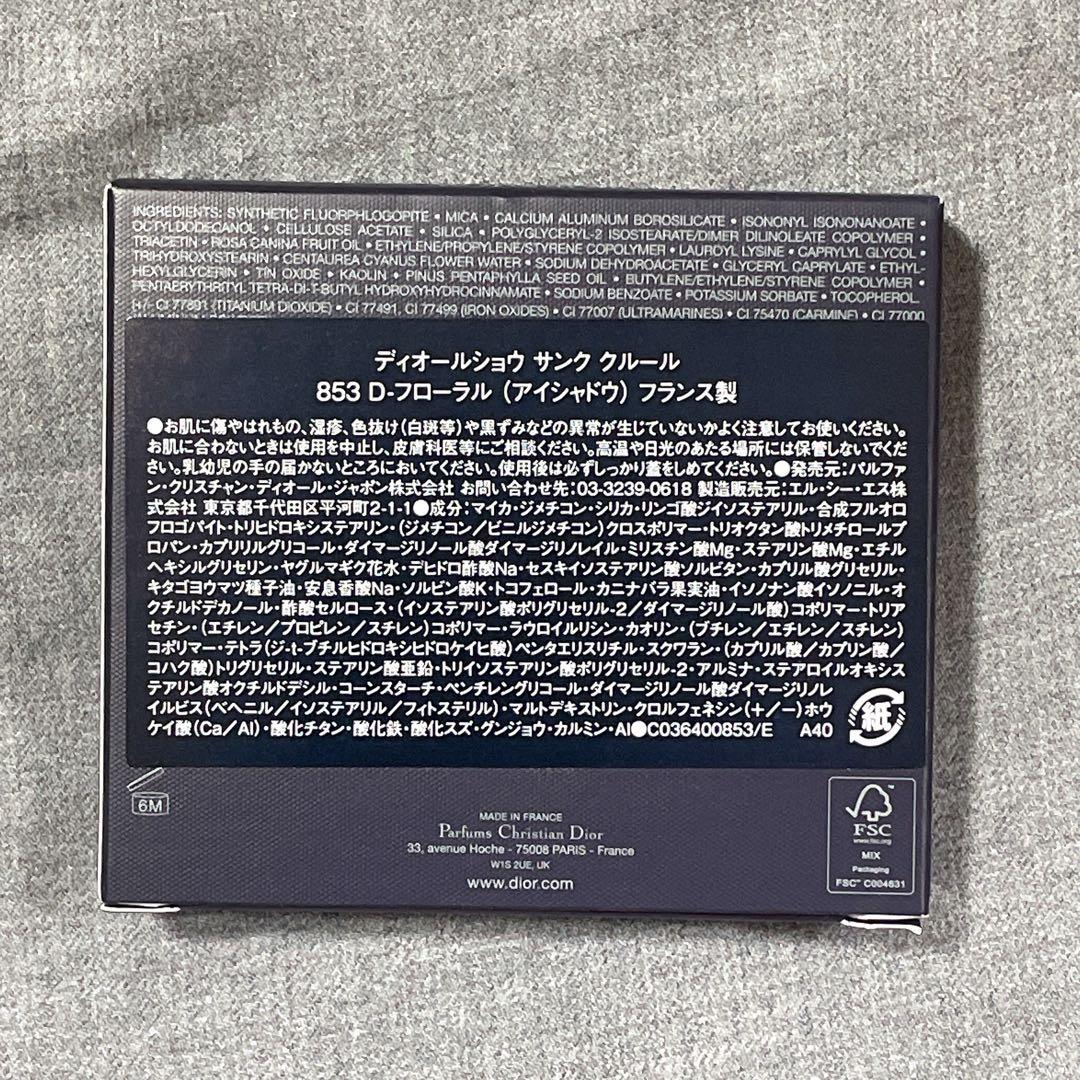 INGREDIENTS: SYNTHETIC FLUORPHLOGOPITE • MICA • CALCIUM ALUMINUM BOROSILICATE • ISONONYL ISONONANOATE •
OCTYLDODECANOL • CELLULOSE ACETATE • SILICA • POLYGLYCERYL-2 ISOSTEARATE/DIMER DILINOLEATE COPOLYMER •
TRIACETIN • ROSA CANINA FRUIT OIL • ETHYLENE/PROPYLENE/STYRENE COPOLYMER • LAUROYL LYSINE • CAPRYLYL GLYCOL •
TRIHYDROXYSTEARIN • CENTAUREA CYANUS FLOWER WATER • SODIUM DEHYDROACETATE • GLYCERYL CAPRYLATE • ETHYL-
HEXYLGLYCERIN • TIN OXIDE • KAOLIN • PINUS PENTAPHYLLA SEED OIL • BUTYLENE/ETHYLENE/STYRENE COPOLYMER •
PENTAERYTHRITYL TETRA-DI-T-BUTYL HYDROXYHYDROCINNAMATE • SODIUM BENZOATE • POTASSIUM SORBATE • TOCOPHEROL.
[+/- CI 77891 (TITANIUM DIOXIDE) • CI 77491, CI 77499 (IRON OXIDES) • CI 77007 (ULTRAMARINES) • CI 75470 (CARMINE) • CI 77000
ディオールショウ サンク クルール
853 D-フローラル（アイシャドウ）フランス製
●お肌に傷やはれもの、湿疹、色抜け（白斑等）や黒ずみなどの異常が生じていないかよく注意してお使いください。
お肌に合わないときは使用を中止し、皮膚科医等にご相談ください。高温や日光のあたる場所には保管しないでくだ
さい。乳幼児の手の届かないところにおいてください。使用後は必ずしっかり蓋をしめてください。●発売元：パルファ
ン・クリスチャン・ディオール・ジャポン株式会社 お問い合わせ先：03-3239-0618 製造販売元：エル・シー・エス株
式会社 東京都千代田区平河町2-1-1●成分：マイカ・ジメチコン・シリカ・リンゴ酸ジイソステアリル・合成フルオロ
フロゴパイト・トリヒドロキシステアリン・（ジメチコン／ビニルジメチコン）クロスポリマー・トリオクタン酸トリメチロールプ
ロパン・カプリリルグリコール・ダイマージリノール酸ダイマージリノレイル・ミリスチン酸Mg・ステアリン酸Mg・エチル
ヘキシルグリセリン・ヤグルマギク花水・デヒドロ酢酸Na・セスキイソステアリン酸ソルビタン・カプリル酸グリセリル・
キタゴヨウマツ種子油・安息香酸Na・ソルビン酸K・トコフェロール・カニナバラ果実油・イソノナン酸イソノニル・オ
クチルドデカノール・酢酸セルロース・（イソステアリン酸ポリグリセリル-2／ダイマージリノール酸）コポリマー・トリア
セチン・（エチレン／プロピレン／スチレン）コポリマー・ラウロイルリシン・カオリン・（ブチレン／エチレン／スチレン）
コポリマー・テトラ（ジ-t-ブチルヒドロキシヒドロケイヒ酸）ペンタエリスリチル・スクワラン・（カプリル酸／カプリン酸／
コハク酸）トリグリセリル・ステアリン酸亜鉛・トリイソステアリン酸ポリグリセリル-2・アルミナ・ステアロイルオキシス
テアリン酸オクチルドデシル・コーンスターチ・ペンチレングリコール・ダイマージリノール酸ダイマージリノレ
イルビス（ベヘニル／イソステアリル／フィトステリル）・マルトデキストリン・クロルフェネシン（＋／－）ホウ
ケイ酸（Ca／Al）・酸化チタン・酸化鉄・酸化スズ・グンジョウ・カルミン・Al●C036400853/E A40
紙
6M
MADE IN FRANCE
Parfums Christian Dior
33, avenue Hoche - 75008 PARIS - France
W1S 2UE, UK
www.dior.com
FSC
www.fsc.org
MIX
Packaging
FSC™ C004631